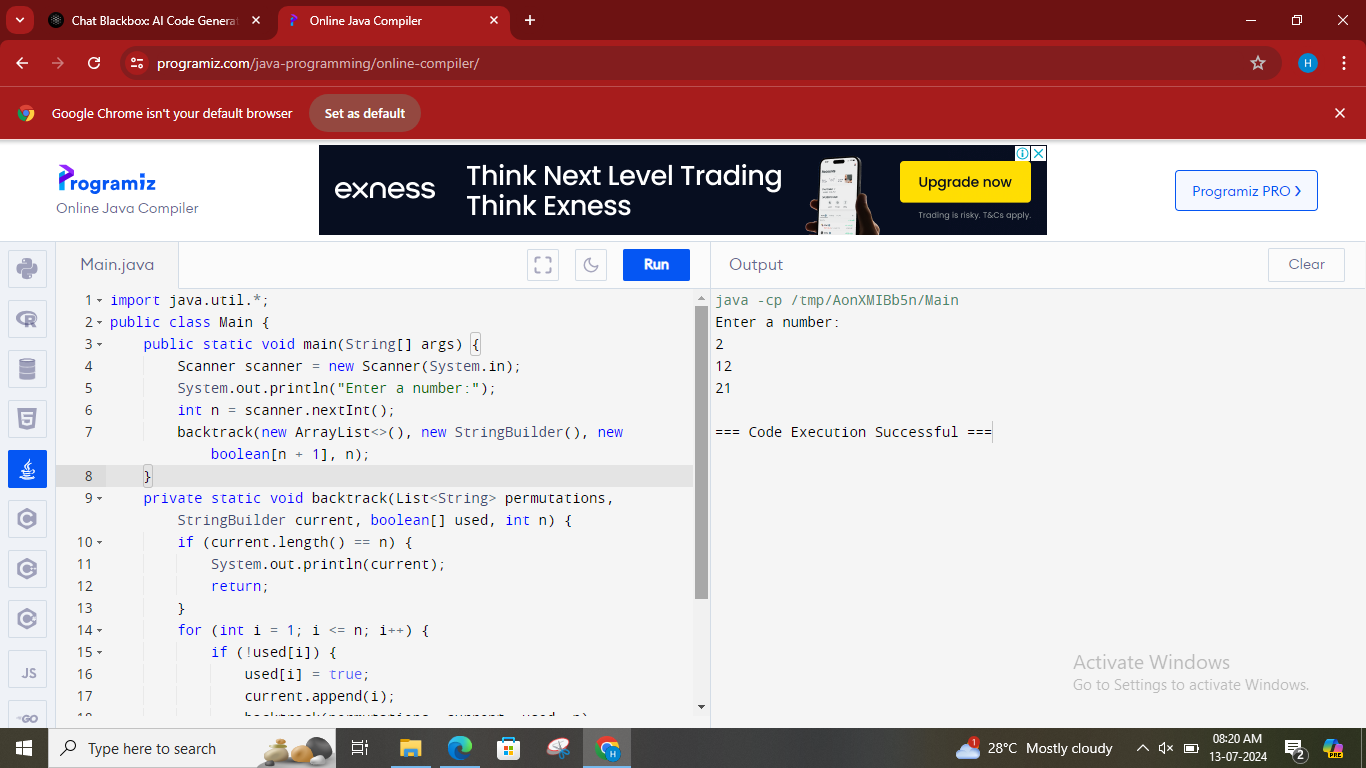 Chat Blackbox: AI Code Generat
Online Java Compiler
programiz.com/java-programming/online-compiler/
H
Google Chrome isn't your default browser
Set as default
Programiz
Online Java Compiler
exness
Think Next Level Trading
Think Exness
Upgrade now
Trading is risky. T&Cs apply.
Programiz PRO
Main.java
Run
Output
Clear
1 import java.util.*;
2 public class Main {
3 public static void main(String[] args) {
4 Scanner scanner = new Scanner(System.in);
5 System.out.println("Enter a number:");
6 int n = scanner.nextInt();
7 backtrack(new ArrayList<>(), new StringBuilder(), new
boolean[n + 1], n);
8 }
9 private static void backtrack(List<String> permutations,
StringBuilder current, boolean[] used, int n) {
10 if (current.length() == n) {
11 System.out.println(current);
12 return;
13 }
14 for (int i = 1; i <= n; i++) {
15 if (!used[i]) {
16 used[i] = true;
17 current.append(i);
java -cp /tmp/AonXMIBb5n/Main
Enter a number:
2
12
21
=== Code Execution Successful ===
JS
GO
Activate Windows
Go to Settings to activate Windows.
Type here to search
H
1
28°C Mostly cloudy
08:20 AM
13-07-2024
2
PRE